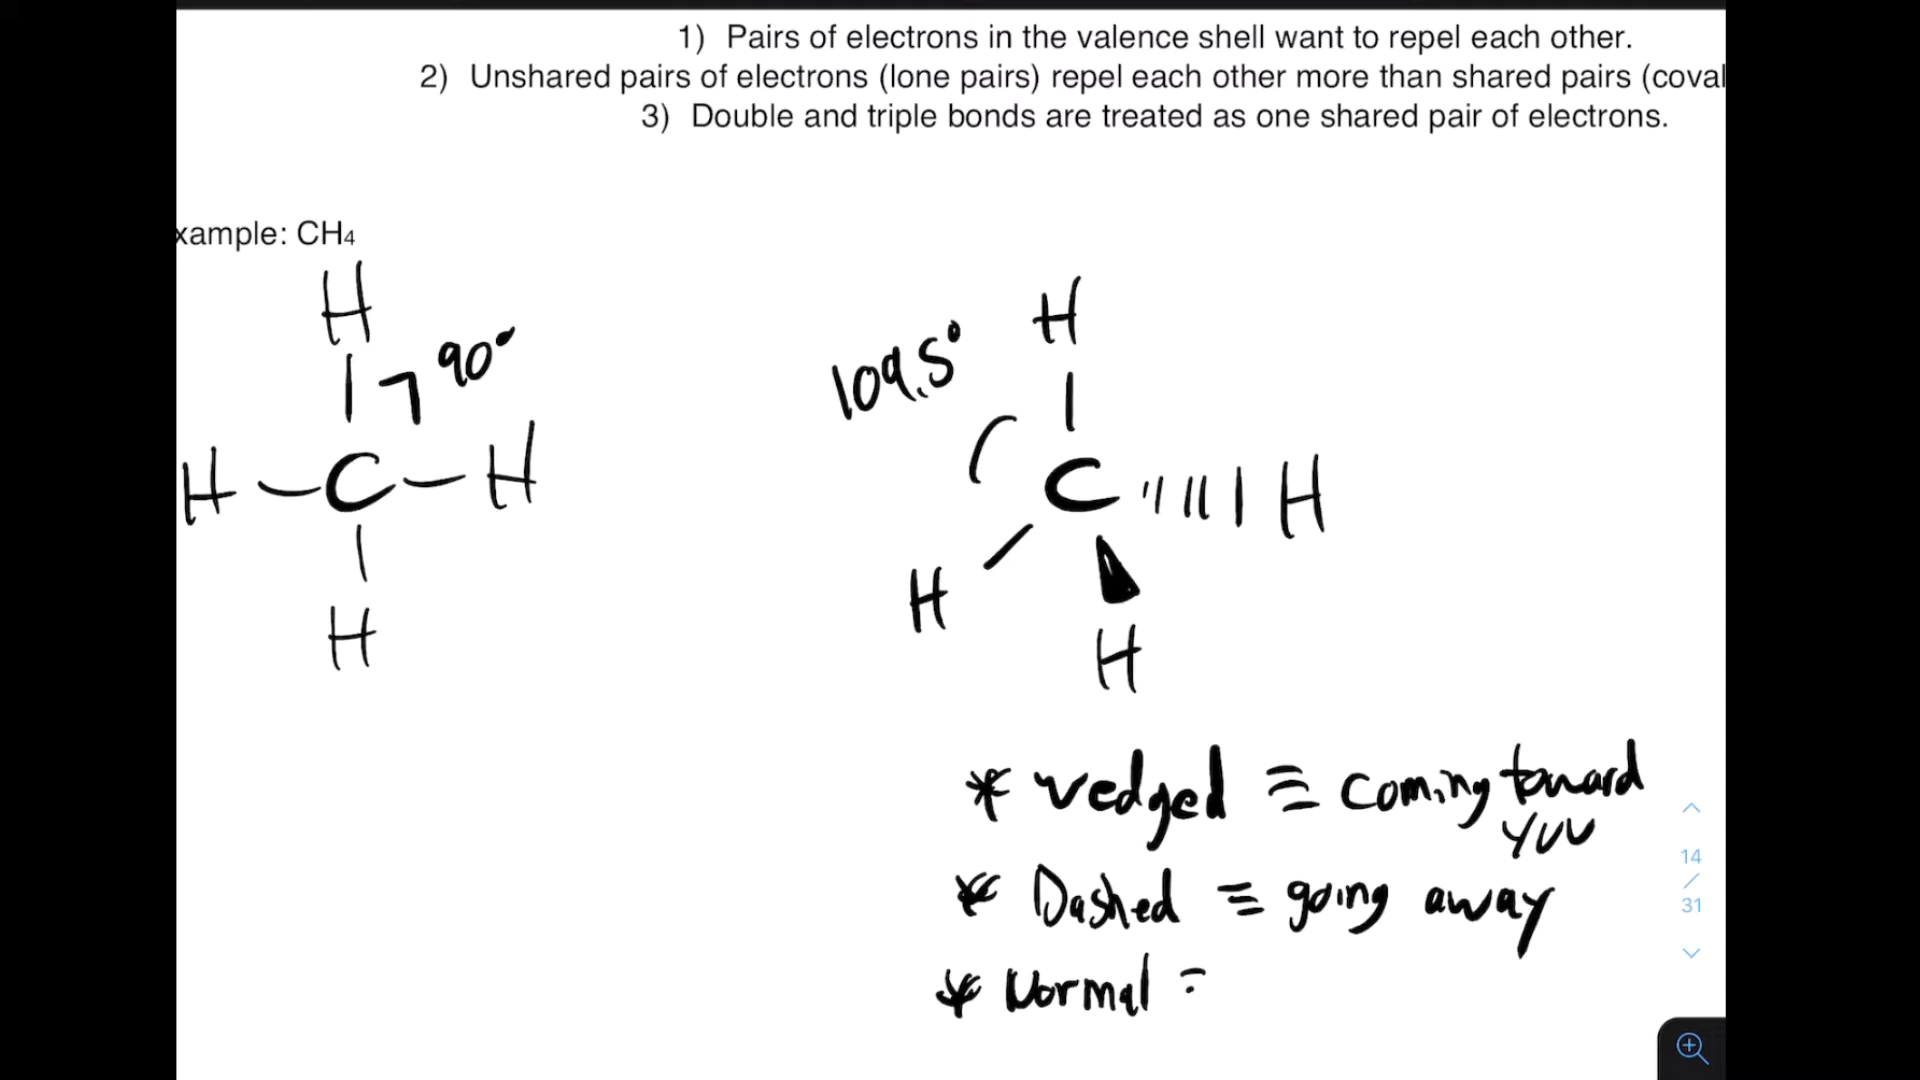 1) Pairs of electrons in the valence shell want to repel each other.
2) Unshared pairs of electrons (lone pairs) repel each other more than shared pairs (coval
3) Double and triple bonds are treated as one shared pair of electrons.
xample: CH₄
H
90°
H - C - H
H
109.5°
H
C H
H
H
* wedged ≡ coming toward
you
* Dashed ≡ going away
* Normal =
14
/
31